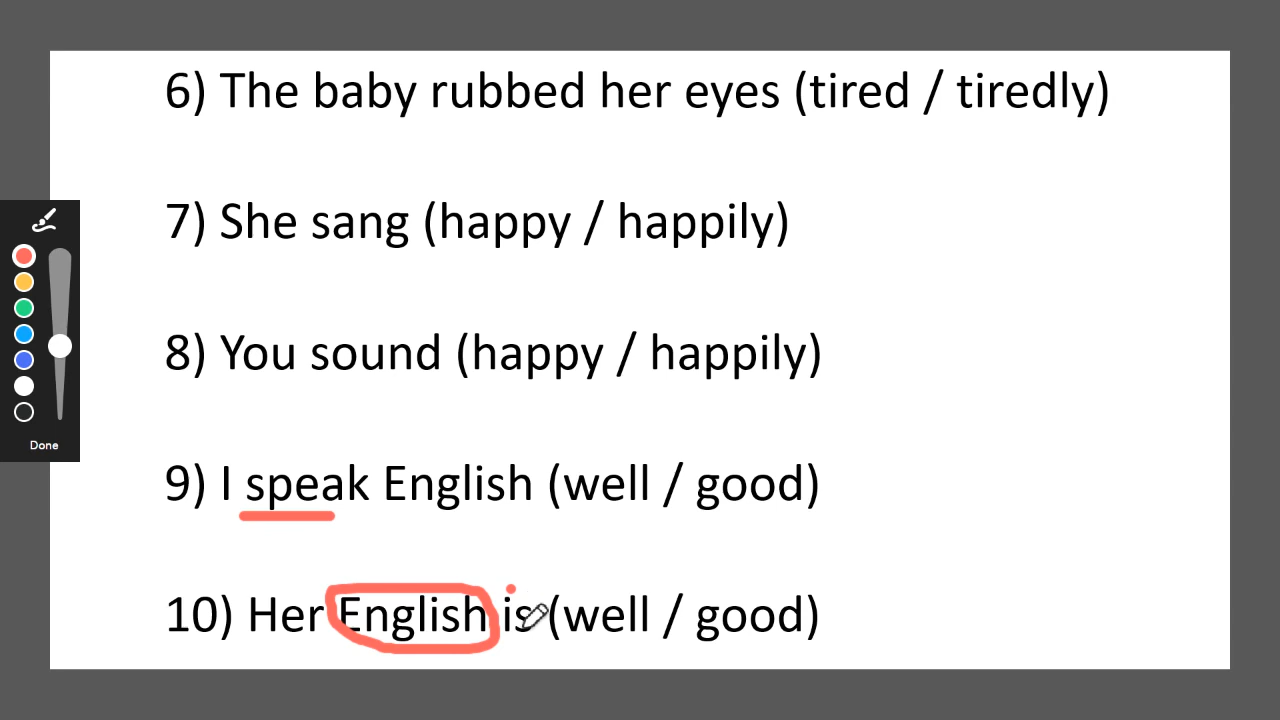 6) The baby rubbed her eyes (tired / tiredly)
7) She sang (happy / happily)
8) You sound (happy / happily)
9) I speak English (well / good)
Done
10) Her English is (well / good)